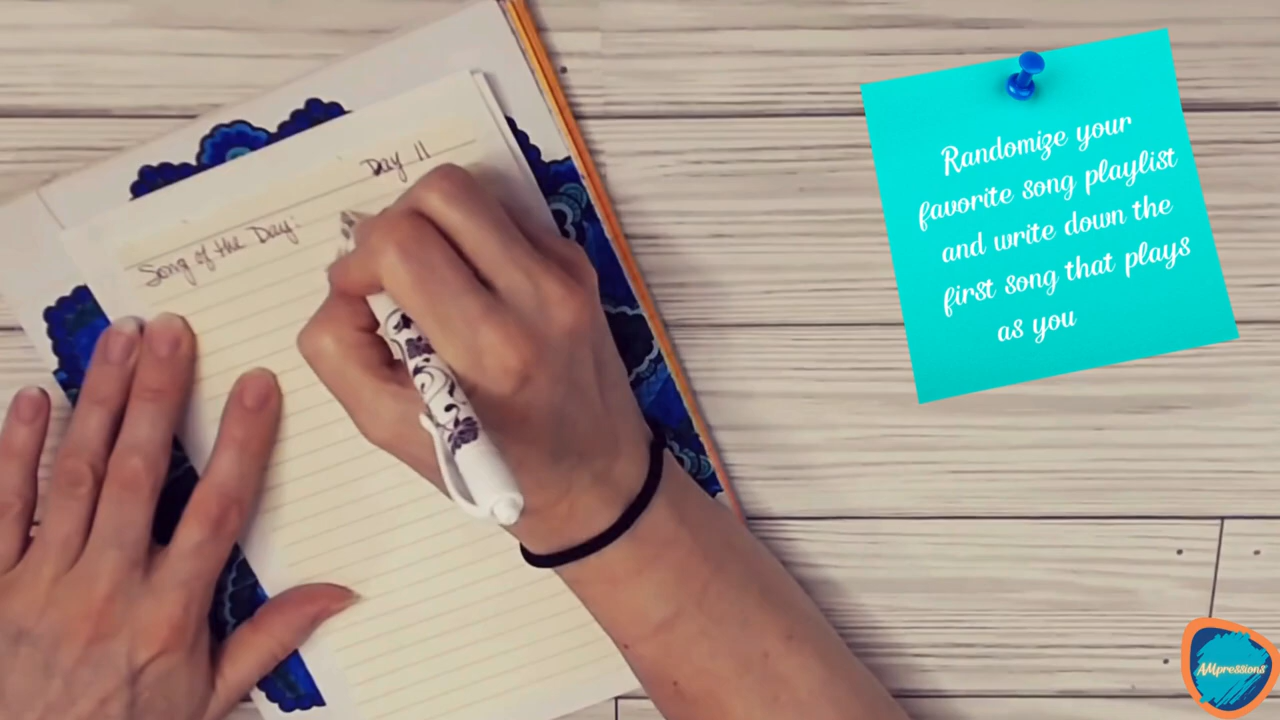 Day 11
Song of the Day:
Randomize your
favorite song playlist
and write down the
first song that plays
as you
AMpressions